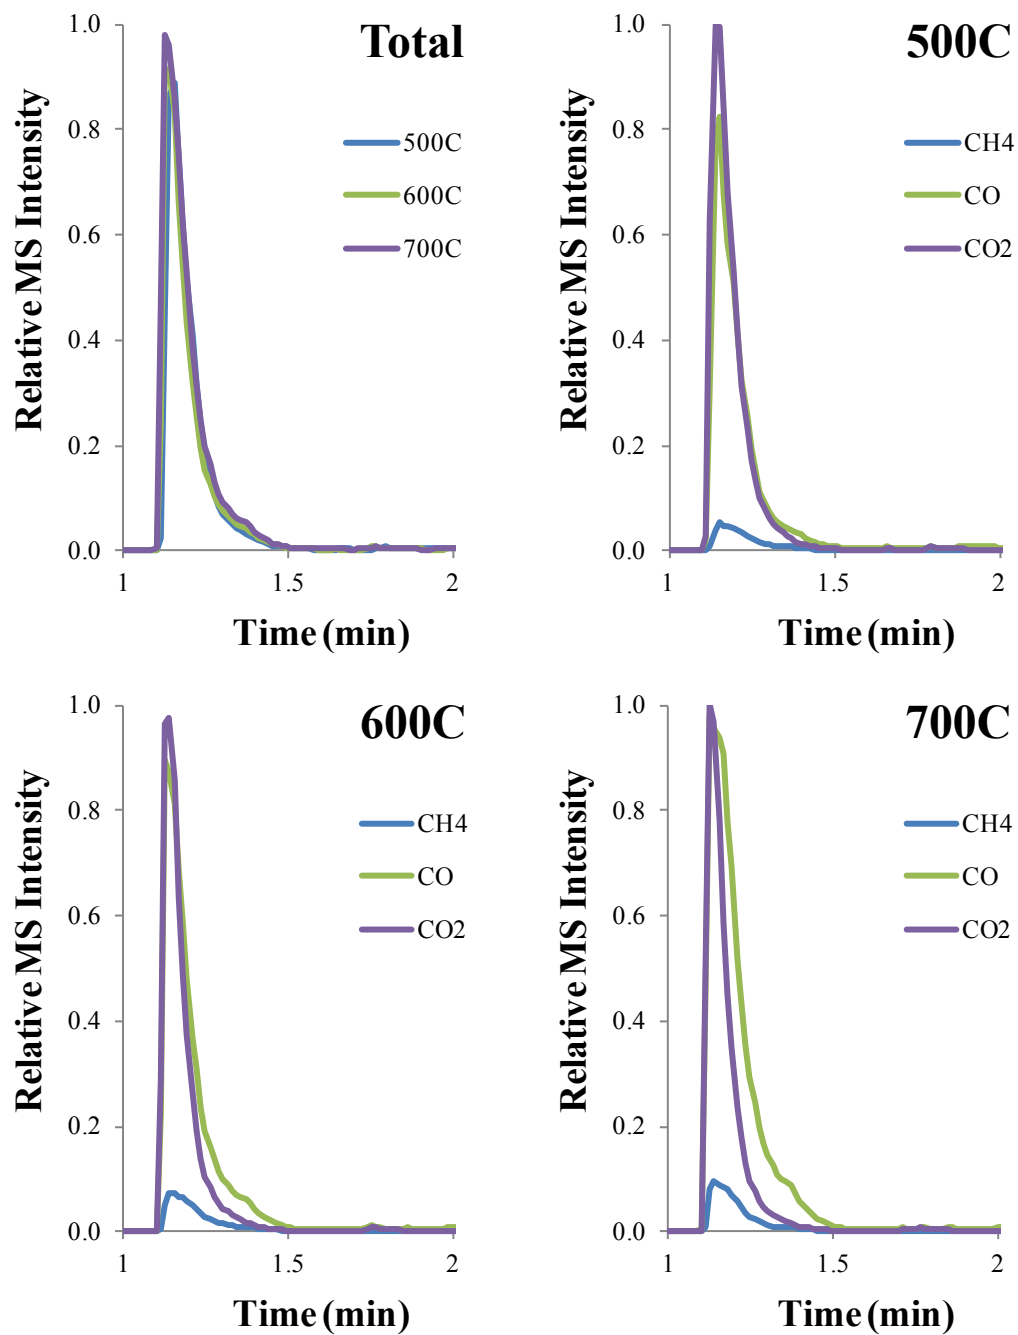 Total
Relative MS Intensity
1.0
0.8
0.6
0.4
0.2
0.0
500C
600C
700C
1
1.5
2
Time (min)
500C
Relative MS Intensity
1.0
0.8
0.6
0.4
0.2
0.0
CH4
CO
CO2
1
1.5
2
Time (min)
600C
Relative MS Intensity
1.0
0.8
0.6
0.4
0.2
0.0
CH4
CO
CO2
1
1.5
2
Time (min)
700C
Relative MS Intensity
1.0
0.8
0.6
0.4
0.2
0.0
CH4
CO
CO2
1
1.5
2
Time (min)